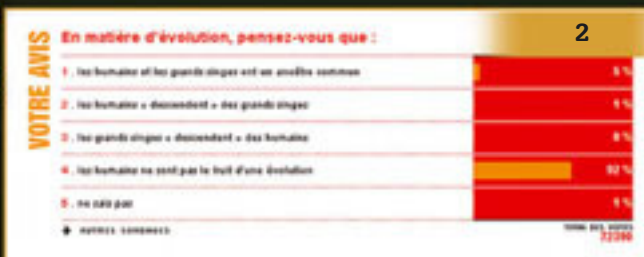 VOTRE AVIS
En matière d'évolution, pensez-vous que :
2
1 . les humains et les grands singes ont un ancêtre commun
5 %
2 . les humains « descendent » des grands singes
1 %
3 . les grands singes « descendent » des humains
0 %
4 . les humains ne sont pas le fruit d'une évolution
92 %
5 . ne sais pas
1 %
+ AUTRES SONDAGES
TOTAL DES VOTES